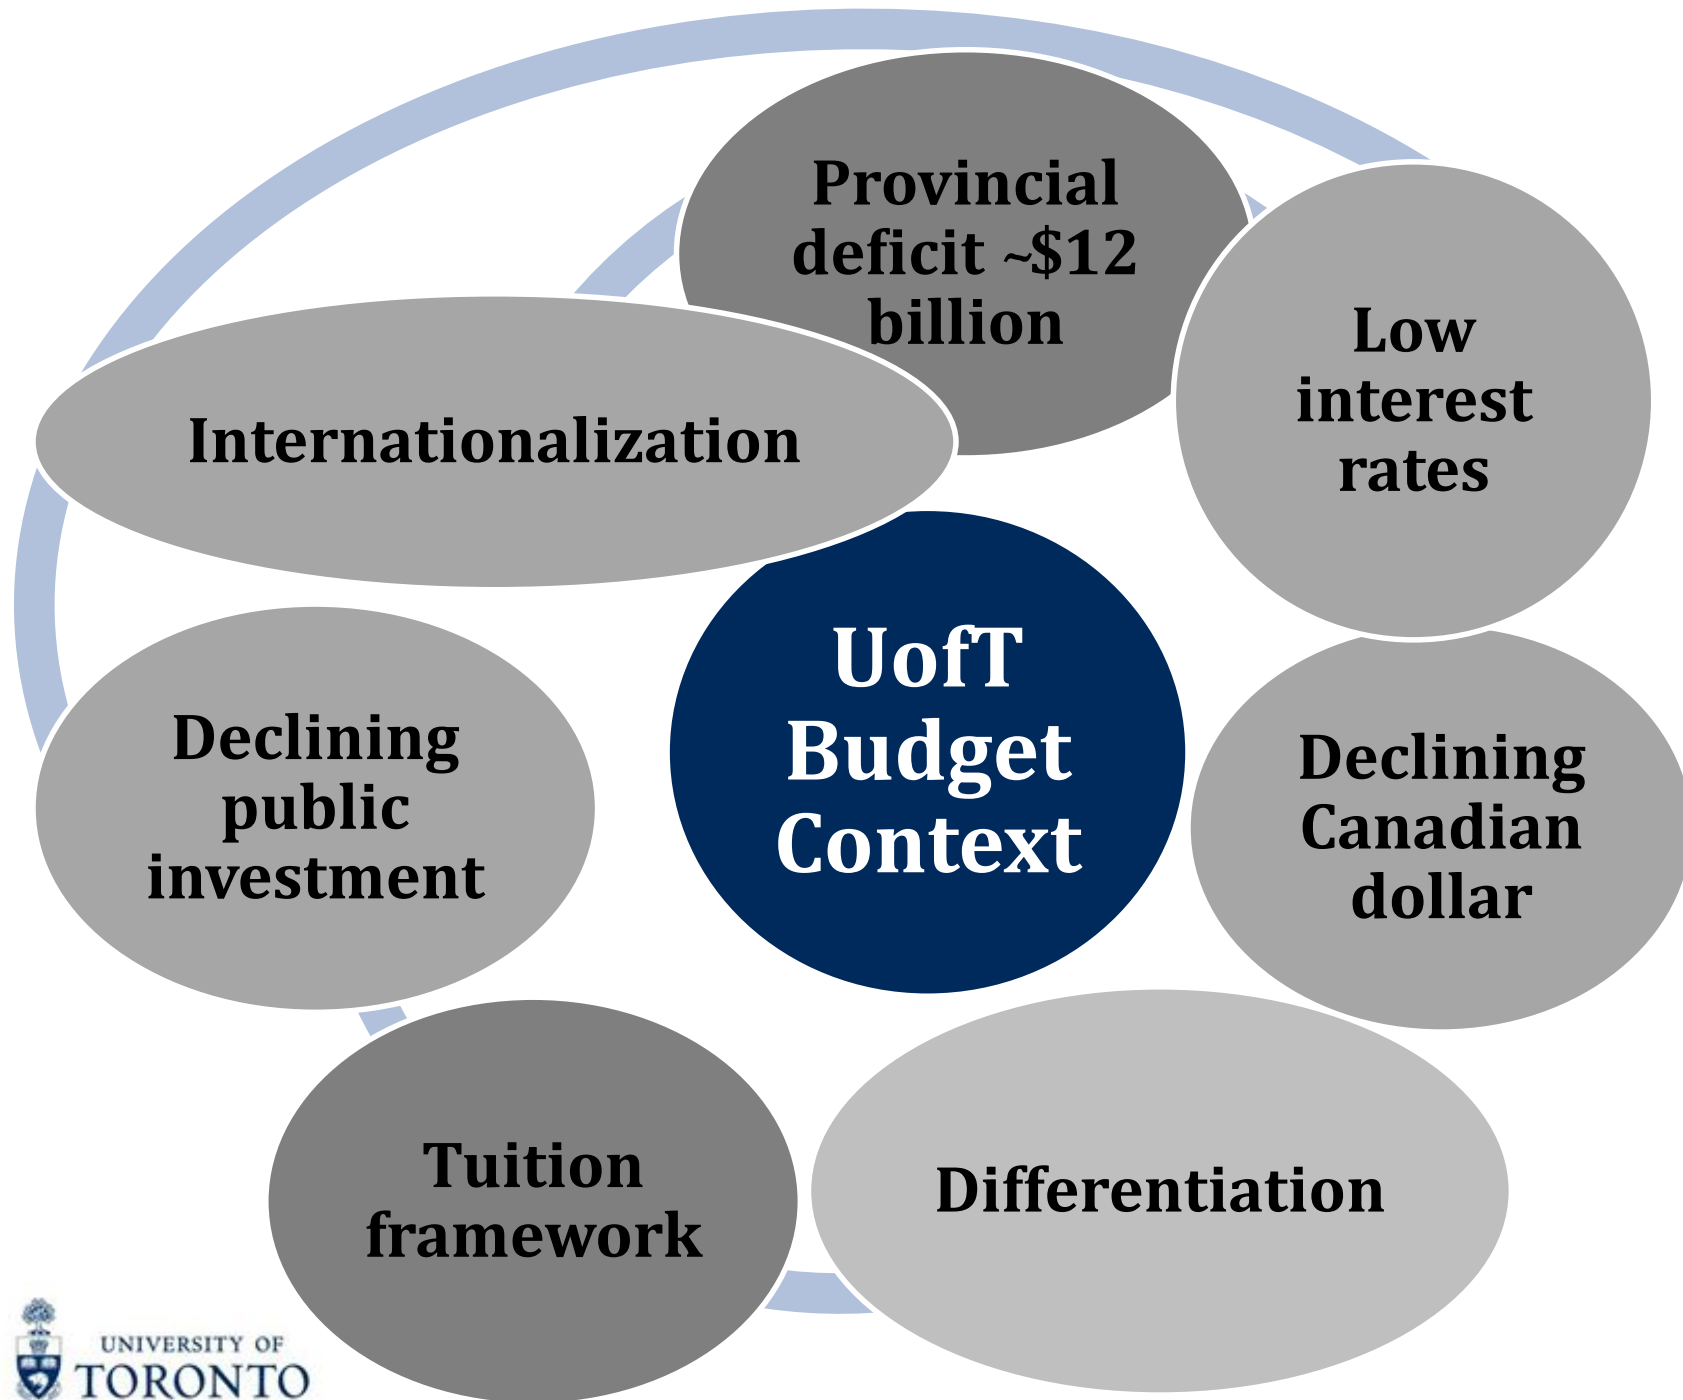 Provincial
deficit ~$12
billion
Low
interest
rates
Internationalization
UofT
Budget
Context
Declining
public
investment
Declining
Canadian
dollar
Tuition
framework
Differentiation
UNIVERSITY OF
TORONTO